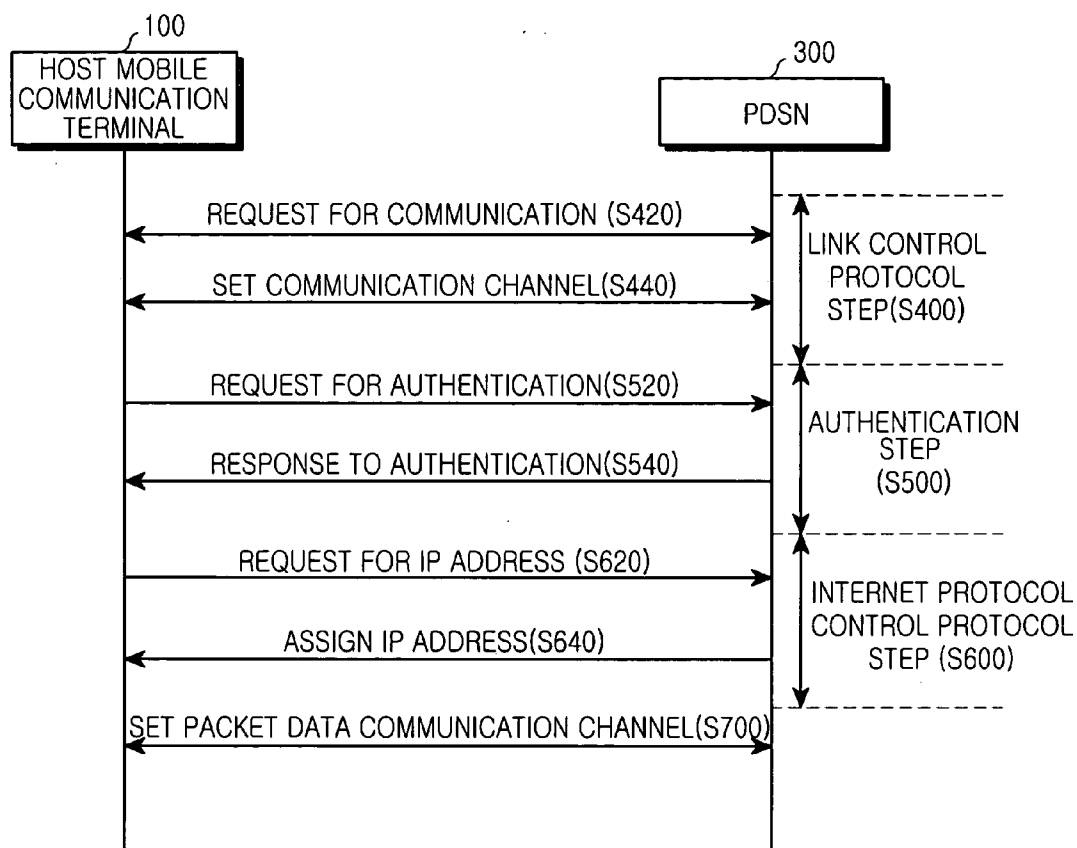 100
HOST MOBILE
COMMUNICATION
TERMINAL
300
PDSN
REQUEST FOR COMMUNICATION (S420)
SET COMMUNICATION CHANNEL(S440)
LINK CONTROL
PROTOCOL
STEP(S400)
REQUEST FOR AUTHENTICATION(S520)
RESPONSE TO AUTHENTICATION(S540)
AUTHENTICATION
STEP
(S500)
REQUEST FOR IP ADDRESS (S620)
ASSIGN IP ADDRESS(S640)
INTERNET PROTOCOL
CONTROL PROTOCOL
STEP (S600)
SET PACKET DATA COMMUNICATION CHANNEL(S700)